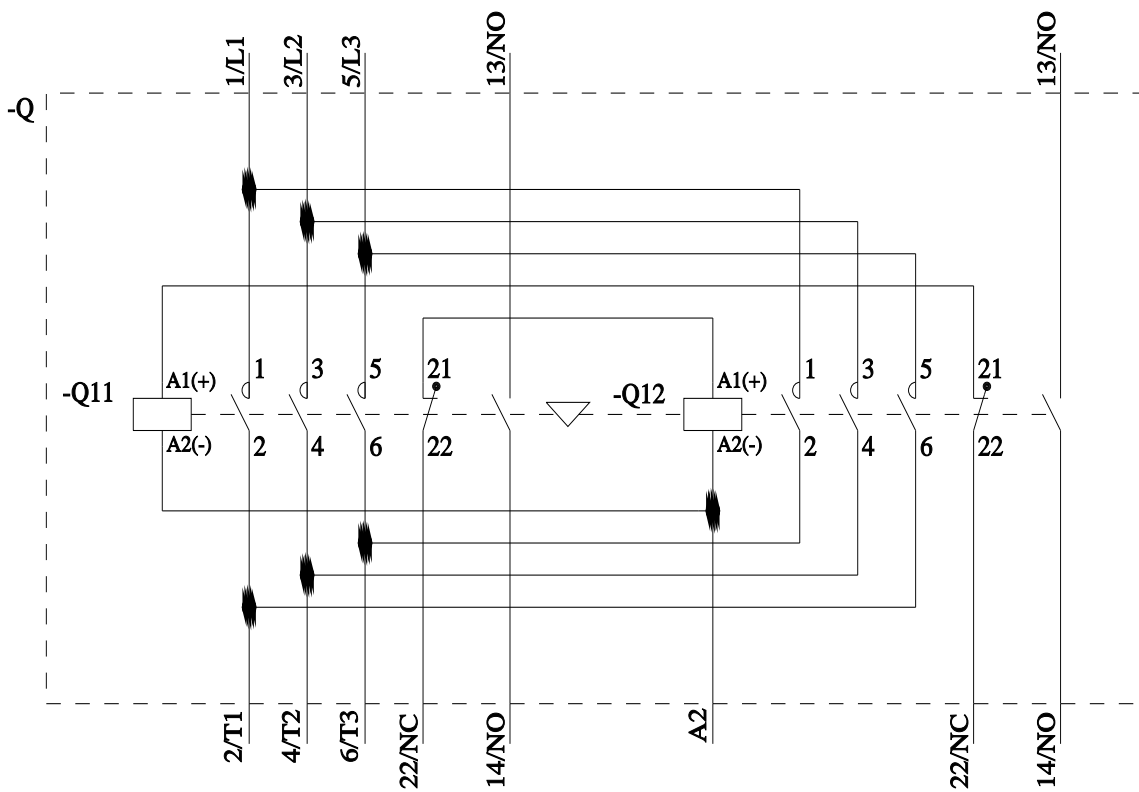 1/L1
3/L2
5/L3
13/NO
13/NO
-Q
1
3
5
21
1
3
5
21
-Q11
A1(+)
-Q12
A1(+)
A2(-)
2
4
6
22
A2(-)
2
4
6
22
2/T1
4/T2
6/T3
22/NC
14/NO
A2
22/NC
14/NO